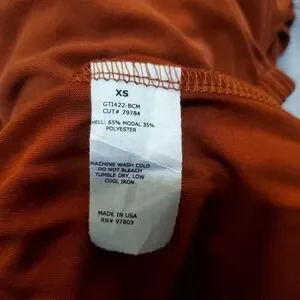 XS
GTI422-BCM
CUT# 79784
SHELL: 65% MODAL 35%
POLYESTER
MACHINE WASH COLD
DO NOT BLEACH
TUMBLE DRY, LOW
COOL IRON
MADE IN USA
RN# 97803